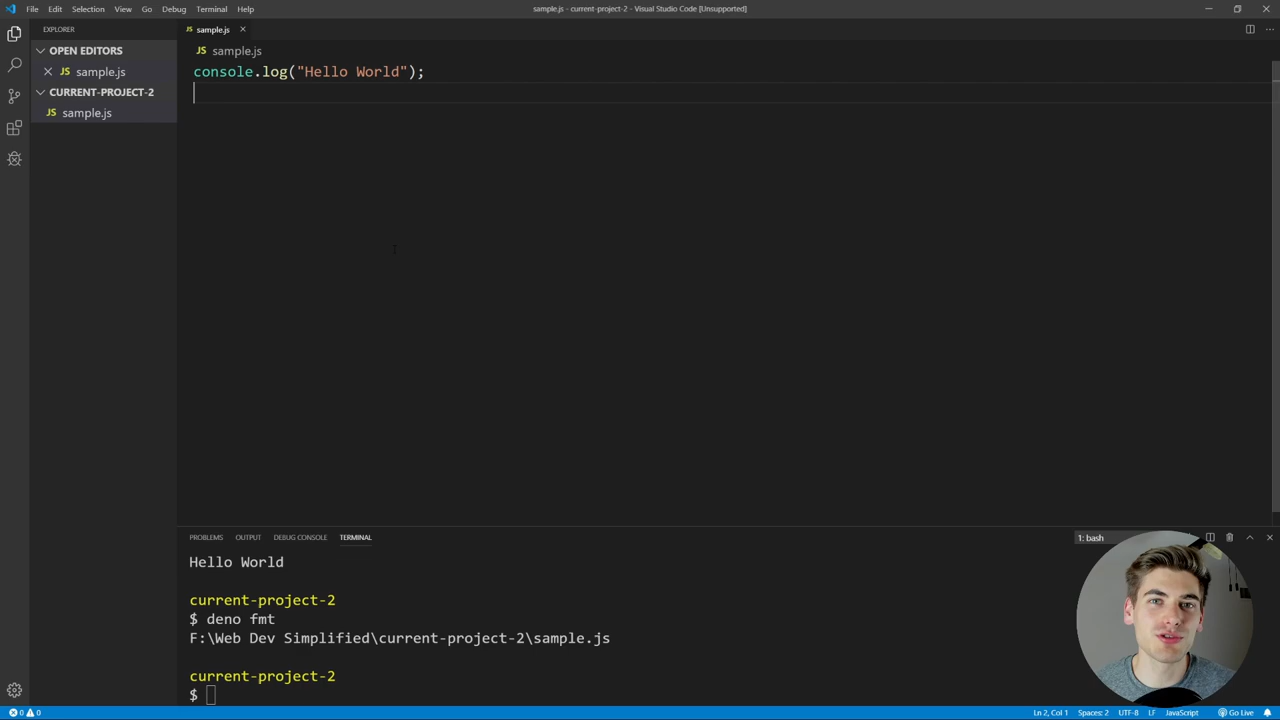 File Edit Selection View Go Debug Terminal Help
sample.js - current-project-2 - Visual Studio Code [Unsupported]
EXPLORER
sample.js
OPEN EDITORS
JS sample.js
JS sample.js
console.log("Hello World");
CURRENT-PROJECT-2
JS sample.js
PROBLEMS OUTPUT DEBUG CONSOLE TERMINAL
1: bash
Hello World
current-project-2
$ deno fmt
F:\Web Dev Simplified\current-project-2\sample.js
current-project-2
$
0 0
Ln 2, Col 1 Spaces: 2 UTF-8 LF JavaScript Go Live